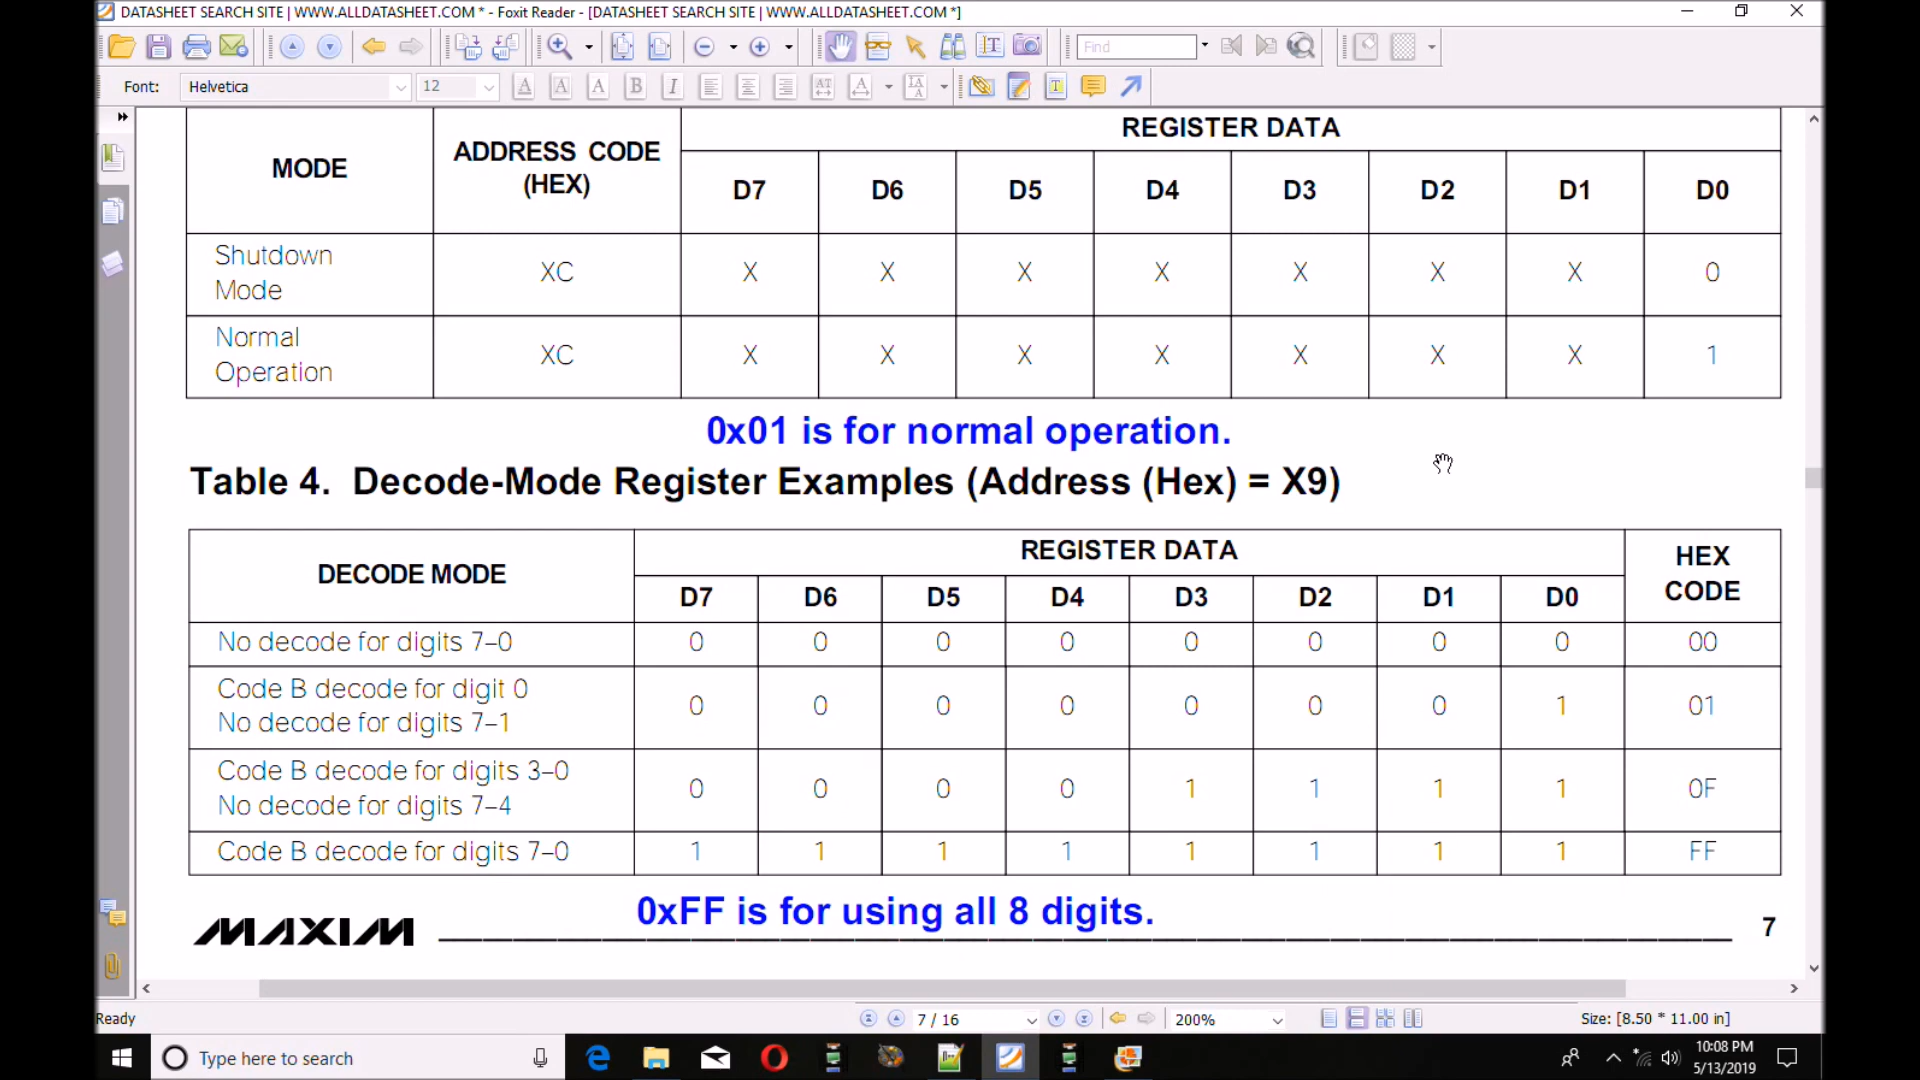 DATASHEET SEARCH SITE | WWW.ALLDATASHEET.COM * - Foxit Reader - [DATASHEET SEARCH SITE | WWW.ALLDATASHEET.COM *]
Find
Font: Helvetica 12
MODE ADDRESS CODE (HEX) REGISTER DATA
D7 D6 D5 D4 D3 D2 D1 D0
Shutdown Mode XC X X X X X X X 0
Normal Operation XC X X X X X X X 1
0x01 is for normal operation.
Table 4. Decode-Mode Register Examples (Address (Hex) = X9)
DECODE MODE REGISTER DATA HEX CODE
D7 D6 D5 D4 D3 D2 D1 D0
No decode for digits 7–0 0 0 0 0 0 0 0 0 00
Code B decode for digit 0
No decode for digits 7–1 0 0 0 0 0 0 0 1 01
Code B decode for digits 3–0
No decode for digits 7–4 0 0 0 0 1 1 1 1 0F
Code B decode for digits 7–0 1 1 1 1 1 1 1 1 FF
0xFF is for using all 8 digits.
MAXIM 7
Ready 7 / 16 200% Size: [8.50 * 11.00 in]
Type here to search
10:08 PM
5/13/2019